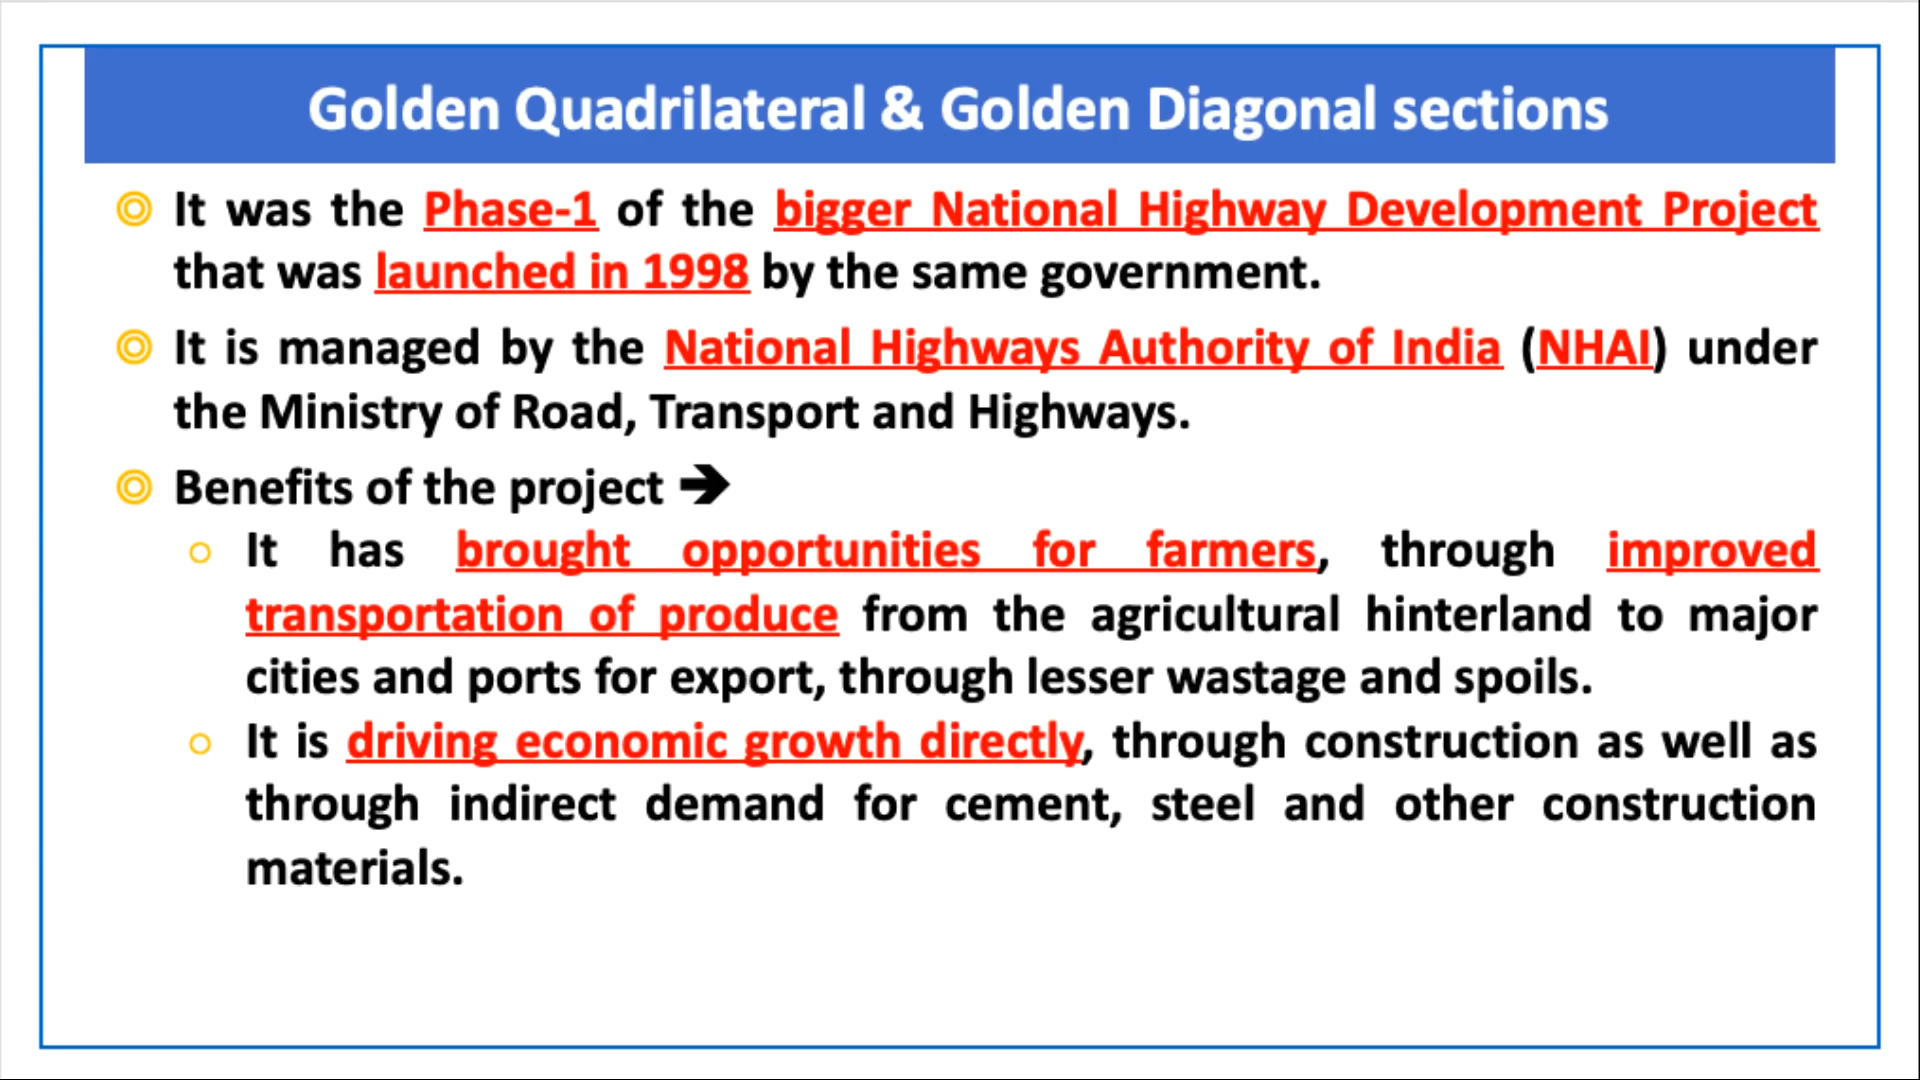 Golden Quadrilateral & Golden Diagonal sections
It was the Phase-1 of the bigger National Highway Development Project
that was launched in 1998 by the same government.
It is managed by the National Highways Authority of India (NHAI) under
the Ministry of Road, Transport and Highways.
Benefits of the project ➔
It has brought opportunities for farmers, through improved
transportation of produce from the agricultural hinterland to major
cities and ports for export, through lesser wastage and spoils.
It is driving economic growth directly, through construction as well as
through indirect demand for cement, steel and other construction
materials.